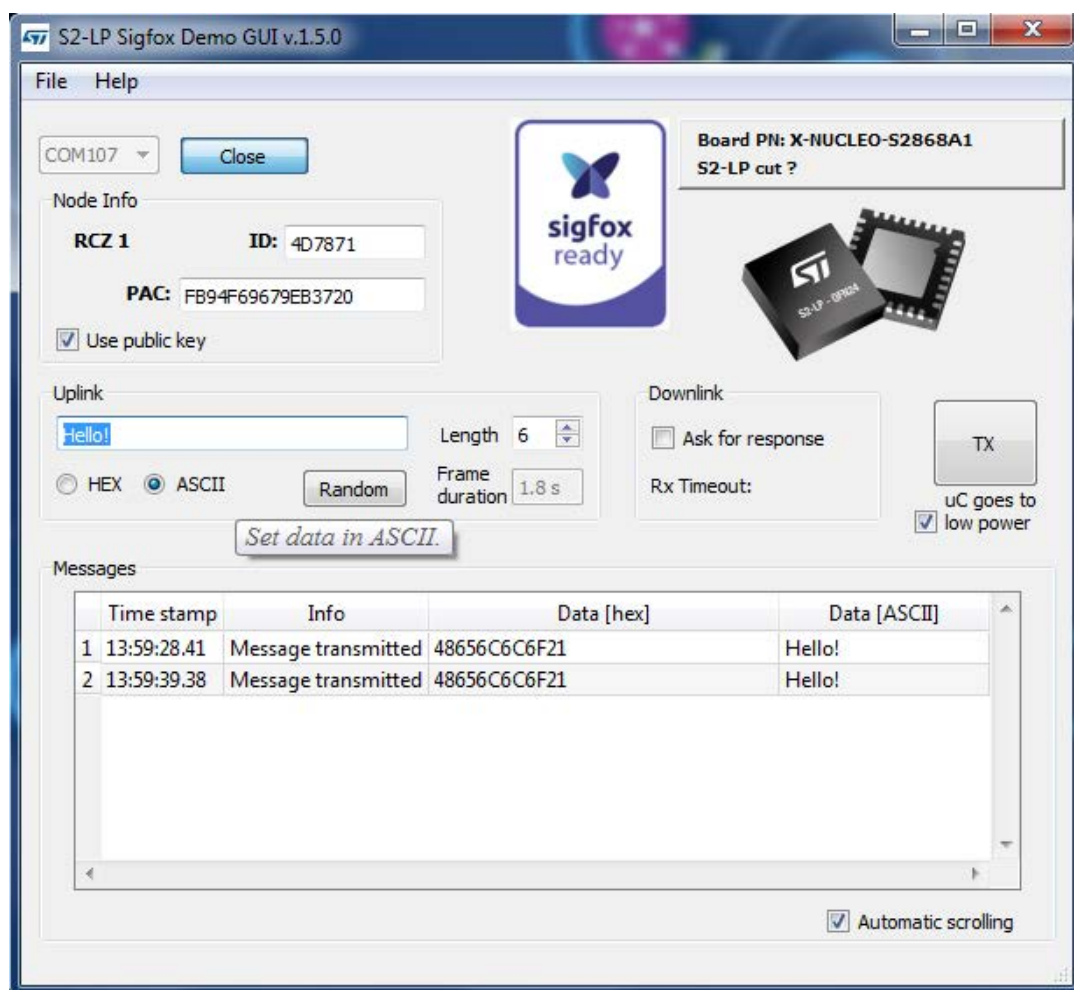 S2-LP Sigfox Demo GUI v.1.5.0
File Help
COM107 Close
Board PN: X-NUCLEO-S2868A1
S2-LP cut ?
Node Info
RCZ 1 ID: 4D7871
PAC: FB94F69679EB3720
Use public key
sigfox
ready
S2-LP - QFN24
Uplink
Hello! Length 6
HEX ASCII Random Frame duration 1.8 s
Set data in ASCII.
Downlink
Ask for response
Rx Timeout:
TX
uC goes to
low power
Messages
Time stamp Info Data [hex] Data [ASCII]
1 13:59:28.41 Message transmitted 48656C6C6F21 Hello!
2 13:59:39.38 Message transmitted 48656C6C6F21 Hello!
Automatic scrolling